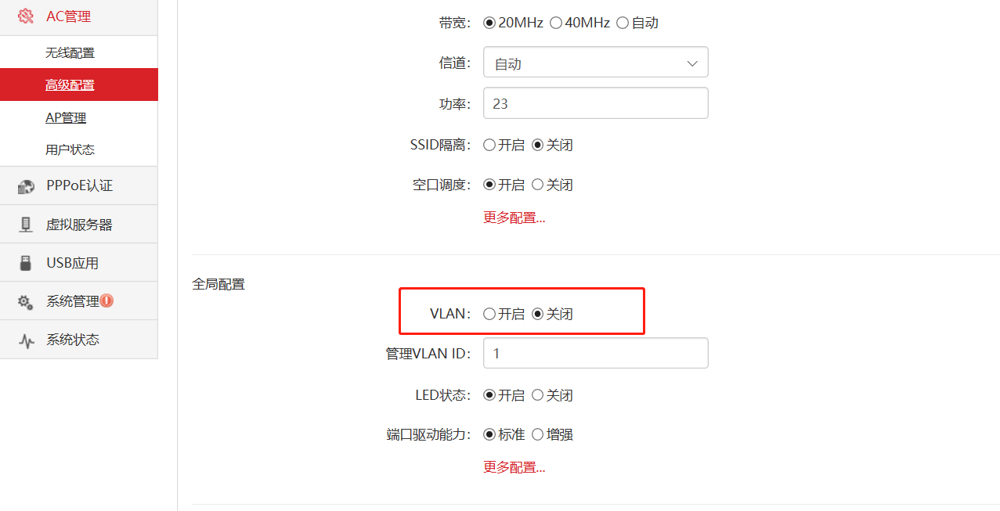 AC管理
无线配置
高级配置
AP管理
用户状态
PPPoE认证
虚拟服务器
USB应用
系统管理
系统状态
带宽： 20MHz 40MHz 自动
信道： 自动
功率： 23
SSID隔离： 开启 关闭
空口调度： 开启 关闭
更多配置...
全局配置
VLAN： 开启 关闭
管理VLAN ID： 1
LED状态： 开启 关闭
端口驱动能力： 标准 增强
更多配置...